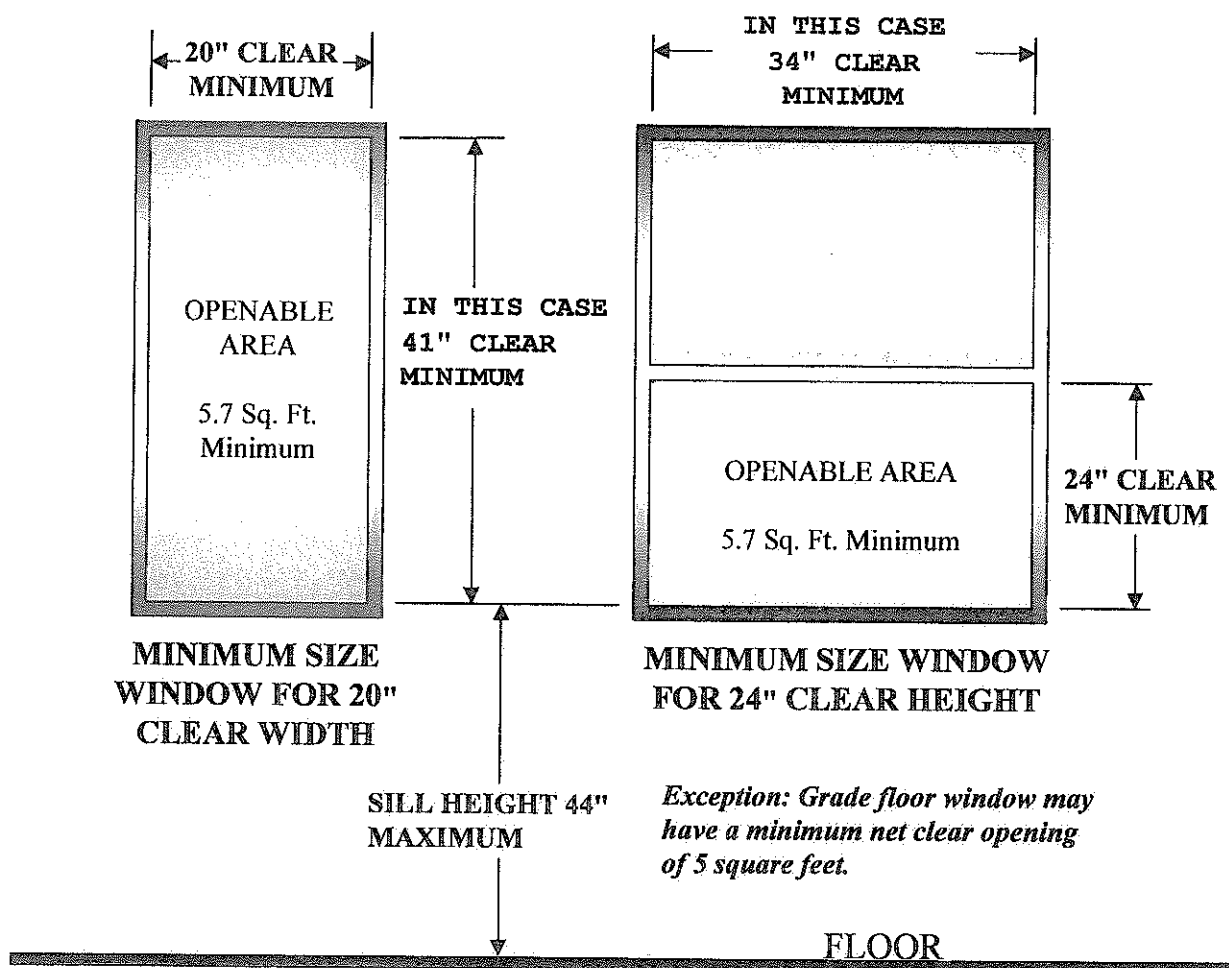 20" CLEAR
MINIMUM
IN THIS CASE
34" CLEAR
MINIMUM
OPENABLE
AREA
5.7 Sq. Ft.
Minimum
IN THIS CASE
41" CLEAR
MINIMUM
OPENABLE AREA
5.7 Sq. Ft. Minimum
24" CLEAR
MINIMUM
MINIMUM SIZE
WINDOW FOR 20"
CLEAR WIDTH
MINIMUM SIZE WINDOW
FOR 24" CLEAR HEIGHT
SILL HEIGHT 44"
MAXIMUM
Exception: Grade floor window may
have a minimum net clear opening
of 5 square feet.
FLOOR